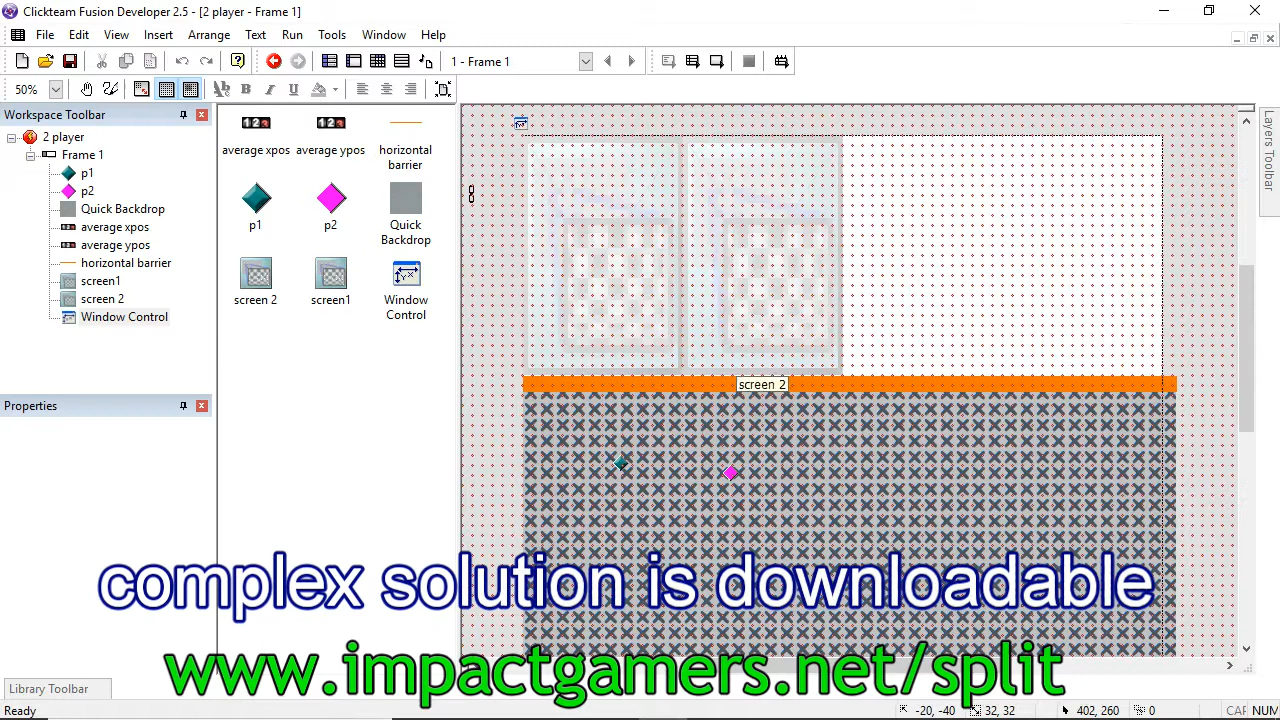 Clickteam Fusion Developer 2.5 - [2 player - Frame 1]
File Edit View Insert Arrange Text Run Tools Window Help
1 - Frame 1
50%
Workspace Toolbar
2 player
Frame 1
p1
p2
Quick Backdrop
average xpos
average ypos
horizontal barrier
screen1
screen 2
Window Control
Properties
Library Toolbar
average xpos
average ypos
horizontal
barrier
p1
p2
Quick
Backdrop
screen 2
screen1
Window
Control
Layers Toolbar
screen 2
complex solution is downloadable
www.impactgamers.net/split
Ready
-20, -40
32, 32
402, 260
0
CAP
NUM